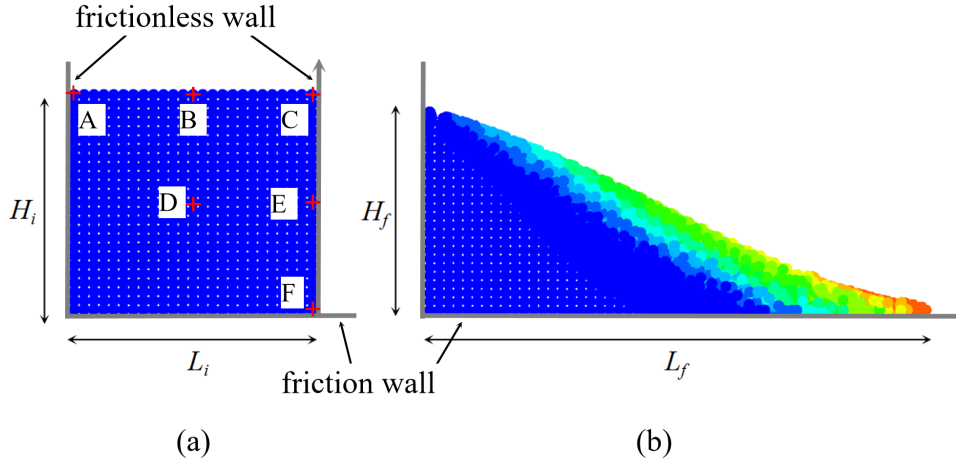 frictionless wall
A
B
C
D
E
F
H_i
L_i
H_f
L_f
friction wall
(a)
(b)